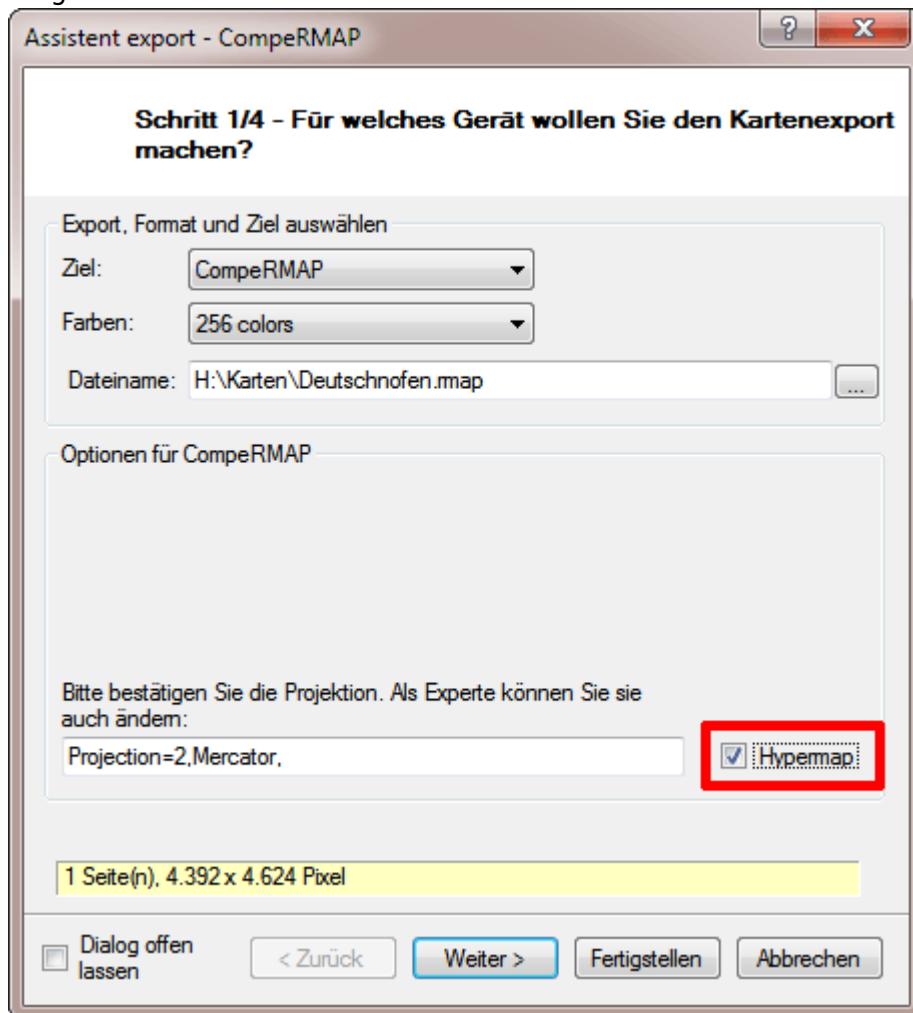 Assistent export - CompeRMAP
Schritt 1/4 - Für welches Gerät wollen Sie den Kartenexport
machen?
Export, Format und Ziel auswählen
Ziel: CompeRMAP
Farben: 256 colors
Dateiname: H:\Karten\Deutschnofen.rmap ...
Optionen für CompeRMAP
Bitte bestätigen Sie die Projektion. Als Experte können Sie sie
auch ändern:
Projection=2,Mercator, Hypermap
1 Seite(n), 4.392 x 4.624 Pixel
Dialog offen
lassen
< Zurück Weiter > Fertigstellen Abbrechen